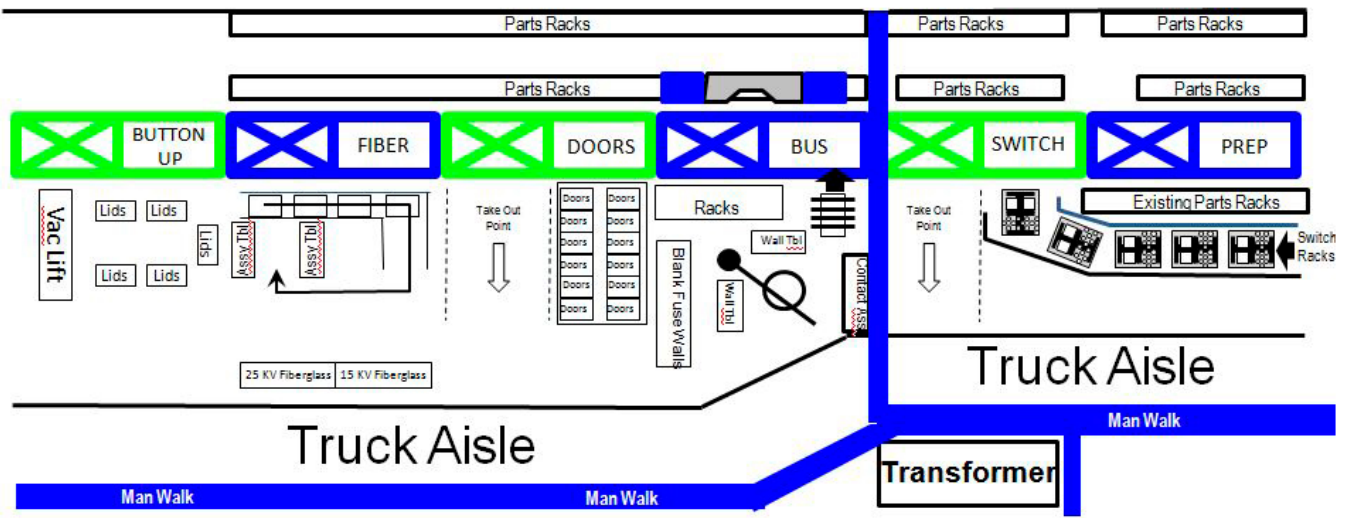 Parts Racks
Parts Racks
Parts Racks
Parts Racks
Parts Racks
Parts Racks
BUTTON
UP
FIBER
DOORS
BUS
SWITCH
PREP
Vac Lift
Lids
Lids
Lids
Lids
Lids
Tbl Assy
Tbl Assy
Take Out
Point
Doors
Doors
Doors
Doors
Doors
Doors
Doors
Doors
Doors
Doors
Doors
Doors
Racks
Blank Fuse Walls
Wall Tbl
Wall Tbl
Contact Ass
Take Out
Point
Existing Parts Racks
Switch
Racks
25 KV Fiberglass
15 KV Fiberglass
Truck Aisle
Truck Aisle
Man Walk
Transformer
Man Walk
Man Walk